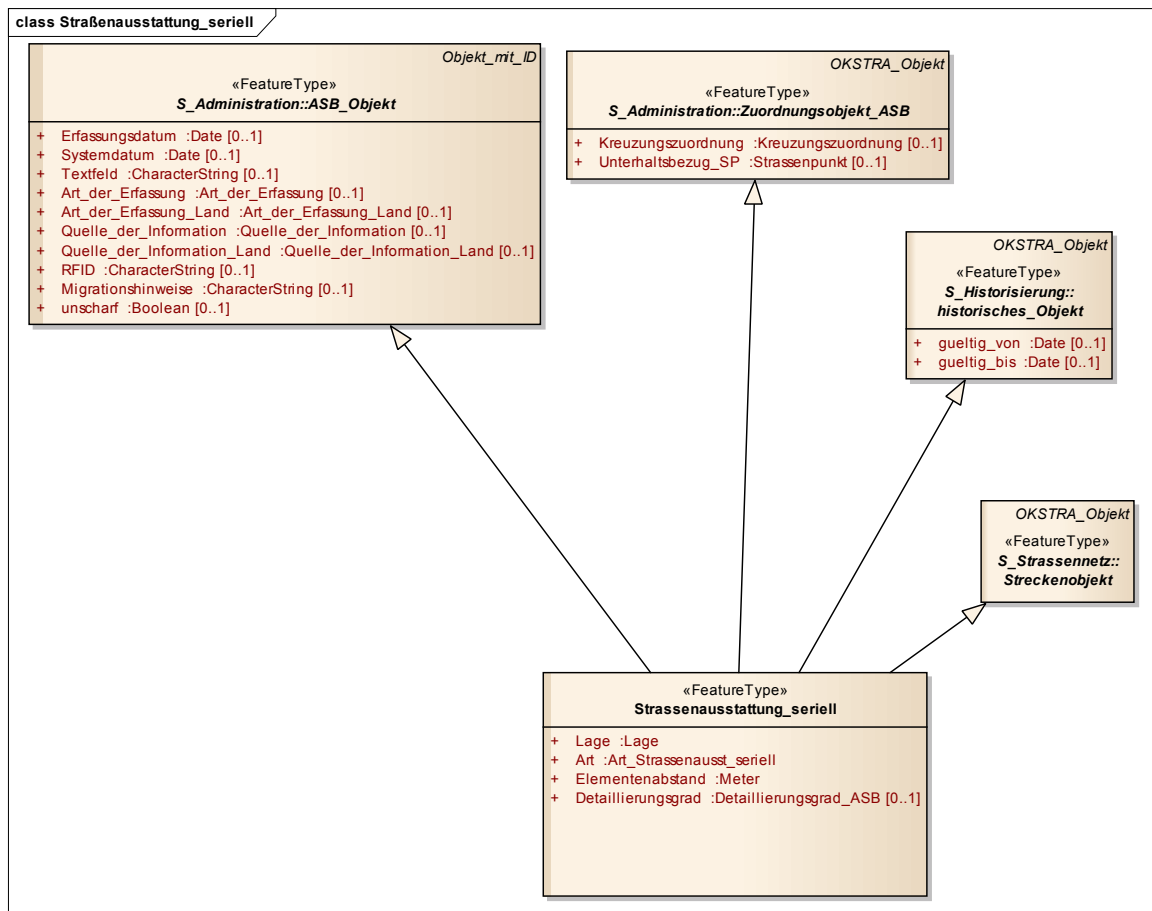 class Straßenausstattung_seriell
Objekt_mit_ID
«FeatureType»
S_Administration::ASB_Objekt
+ Erfassungsdatum :Date [0..1]
+ Systemdatum :Date [0..1]
+ Textfeld :CharacterString [0..1]
+ Art_der_Erfassung :Art_der_Erfassung [0..1]
+ Art_der_Erfassung_Land :Art_der_Erfassung_Land [0..1]
+ Quelle_der_Information :Quelle_der_Information [0..1]
+ Quelle_der_Information_Land :Quelle_der_Information_Land [0..1]
+ RFID :CharacterString [0..1]
+ Migrationshinweise :CharacterString [0..1]
+ unscharf :Boolean [0..1]
OKSTRA_Objekt
«FeatureType»
S_Administration::Zuordnungsobjekt_ASB
+ Kreuzungszuordnung :Kreuzungszuordnung [0..1]
+ Unterhaltsbezug_SP :Strassenpunkt [0..1]
OKSTRA_Objekt
«FeatureType»
S_Historisierung::
historisches_Objekt
+ gueltig_von :Date [0..1]
+ gueltig_bis :Date [0..1]
OKSTRA_Objekt
«FeatureType»
S_Strassennetz::
Streckenobjekt
«FeatureType»
Strassenausstattung_seriell
+ Lage :Lage
+ Art :Art_Strassenausst_seriell
+ Elementenabstand :Meter
+ Detaillierungsgrad :Detaillierungsgrad_ASB [0..1]